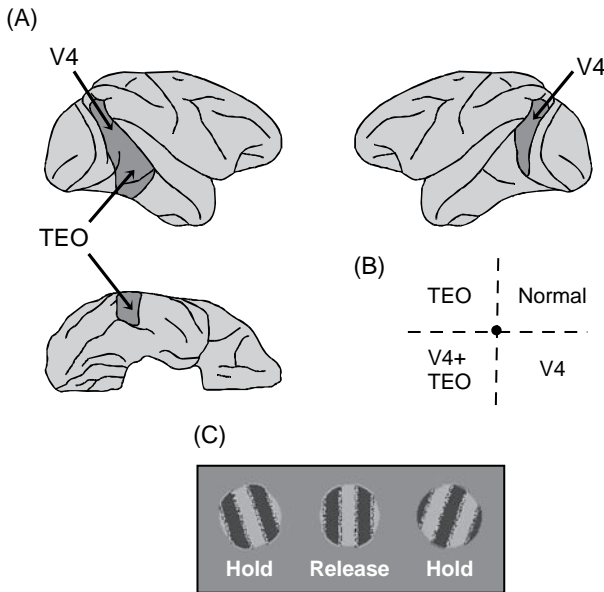 (A)
V4
V4
TEO
(B)
TEO
Normal
V4+
TEO
V4
(C)
Hold
Release
Hold